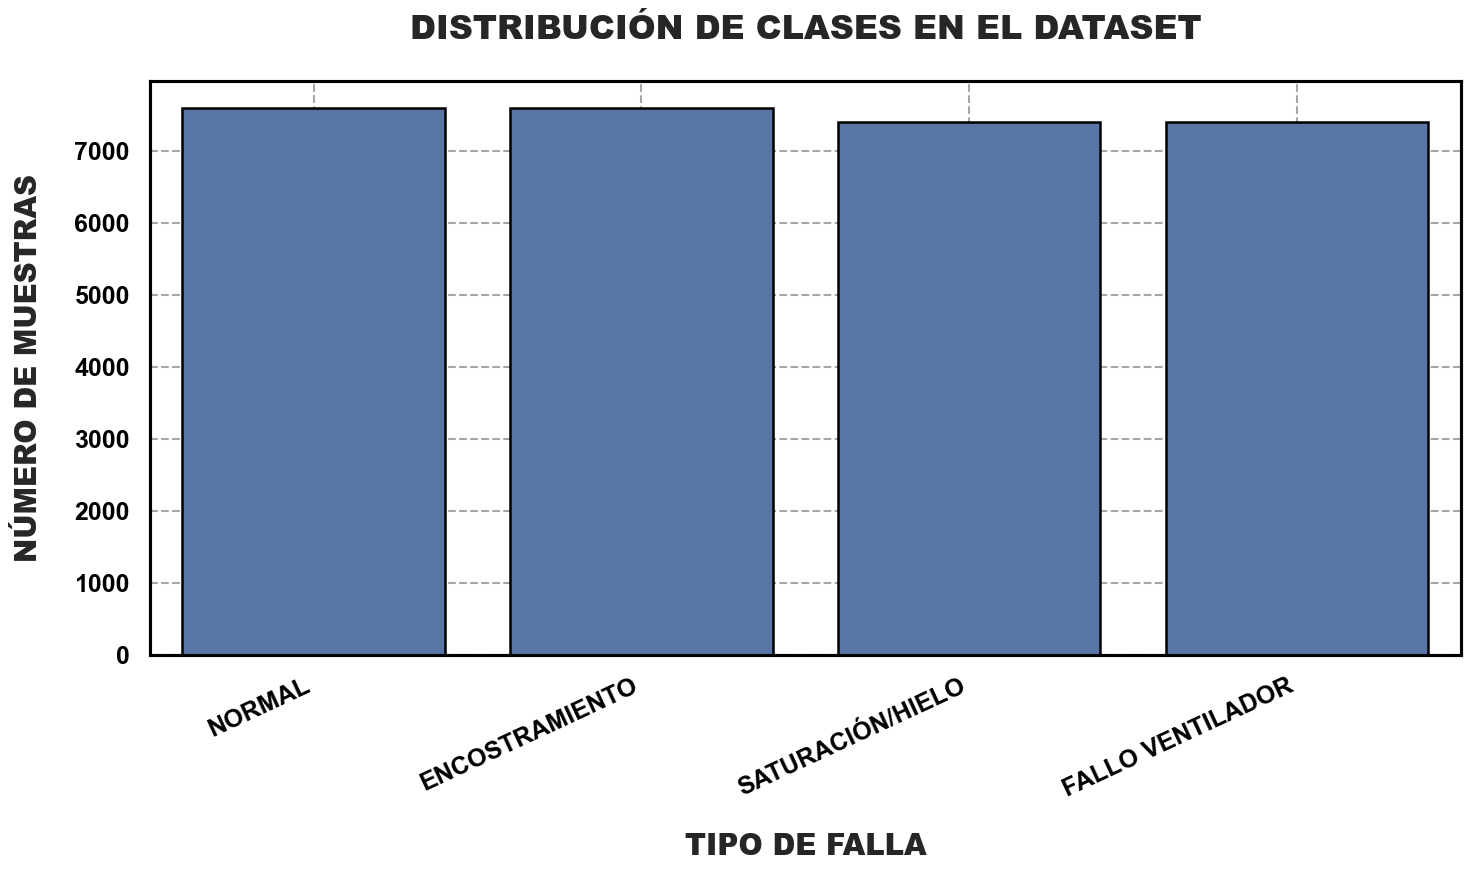 DISTRIBUCIÓN DE CLASES EN EL DATASET
NÚMERO DE MUESTRAS
7000
6000
5000
4000
3000
2000
1000
0
NORMAL
ENCOSTRAMIENTO
SATURACIÓN/HIELO
FALLO VENTILADOR
TIPO DE FALLA